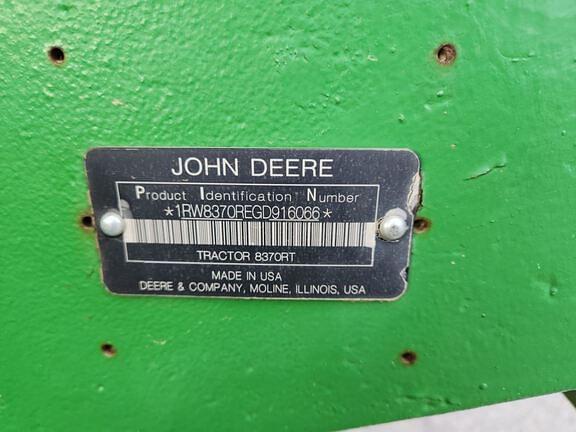 JOHN DEERE
Product Identification Number
*1RW8370REGD916066*
TRACTOR 8370RT
MADE IN USA
DEERE & COMPANY, MOLINE, ILLINOIS, USA